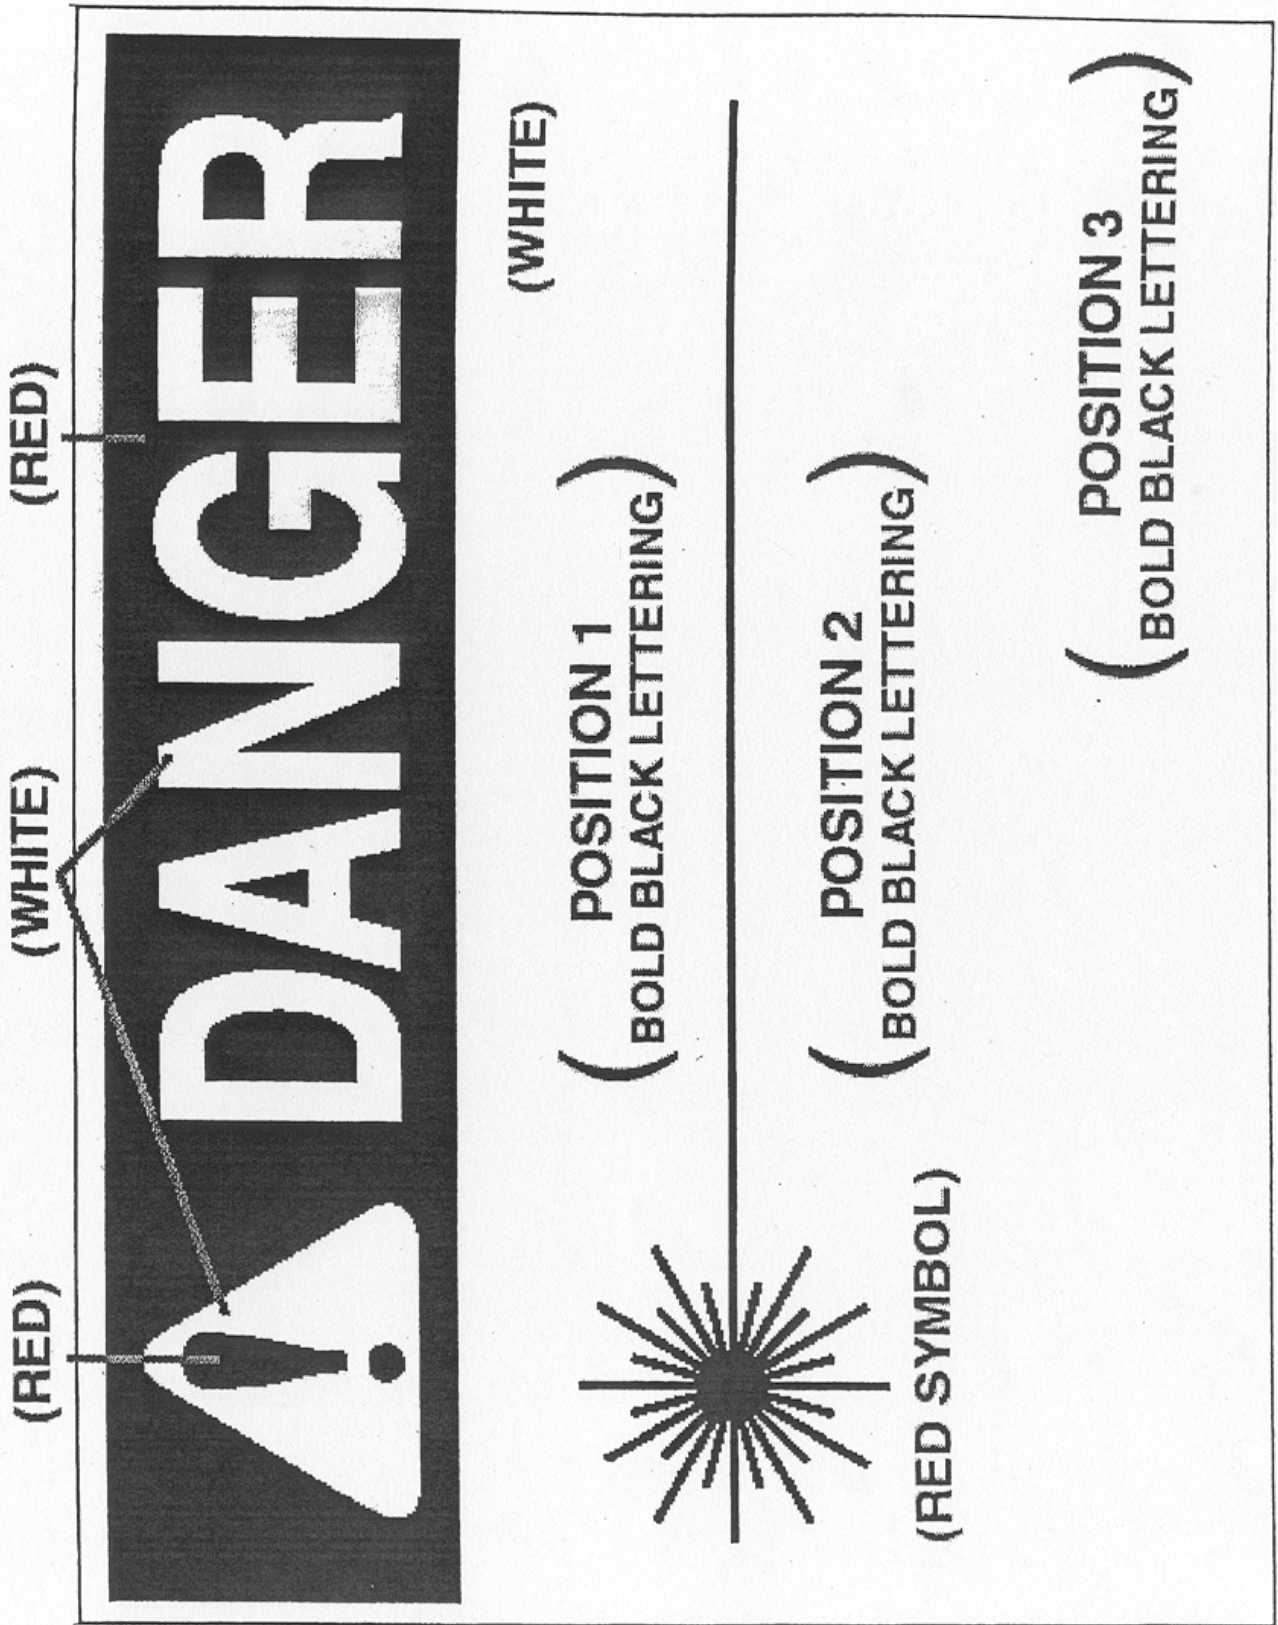 (RED) (WHITE) (RED)
DANGER
(WHITE)
POSITION 1
(BOLD BLACK LETTERING)
POSITION 2
(BOLD BLACK LETTERING)
(RED SYMBOL)
POSITION 3
(BOLD BLACK LETTERING)